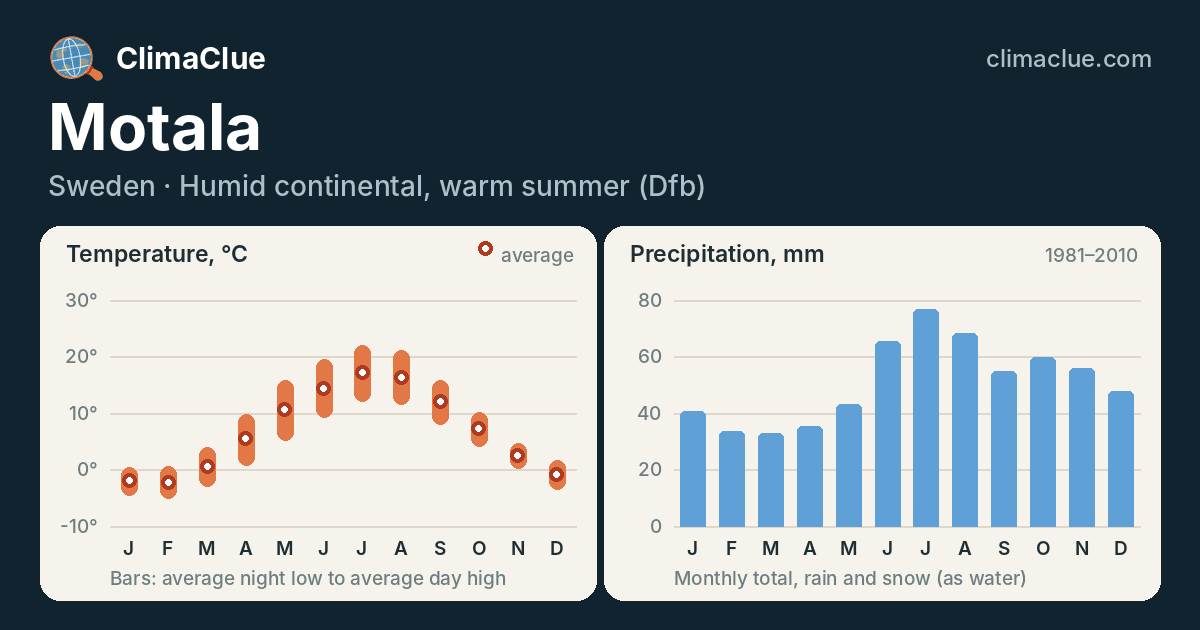 ClimaClue
climaclue.com
Motala
Sweden · Humid continental, warm summer (Dfb)
Temperature, °C
average
30°
20°
10°
0°
-10°
J F M A M J J A S O N D
Bars: average night low to average day high
Precipitation, mm
1981–2010
80
60
40
20
0
J F M A M J J A S O N D
Monthly total, rain and snow (as water)